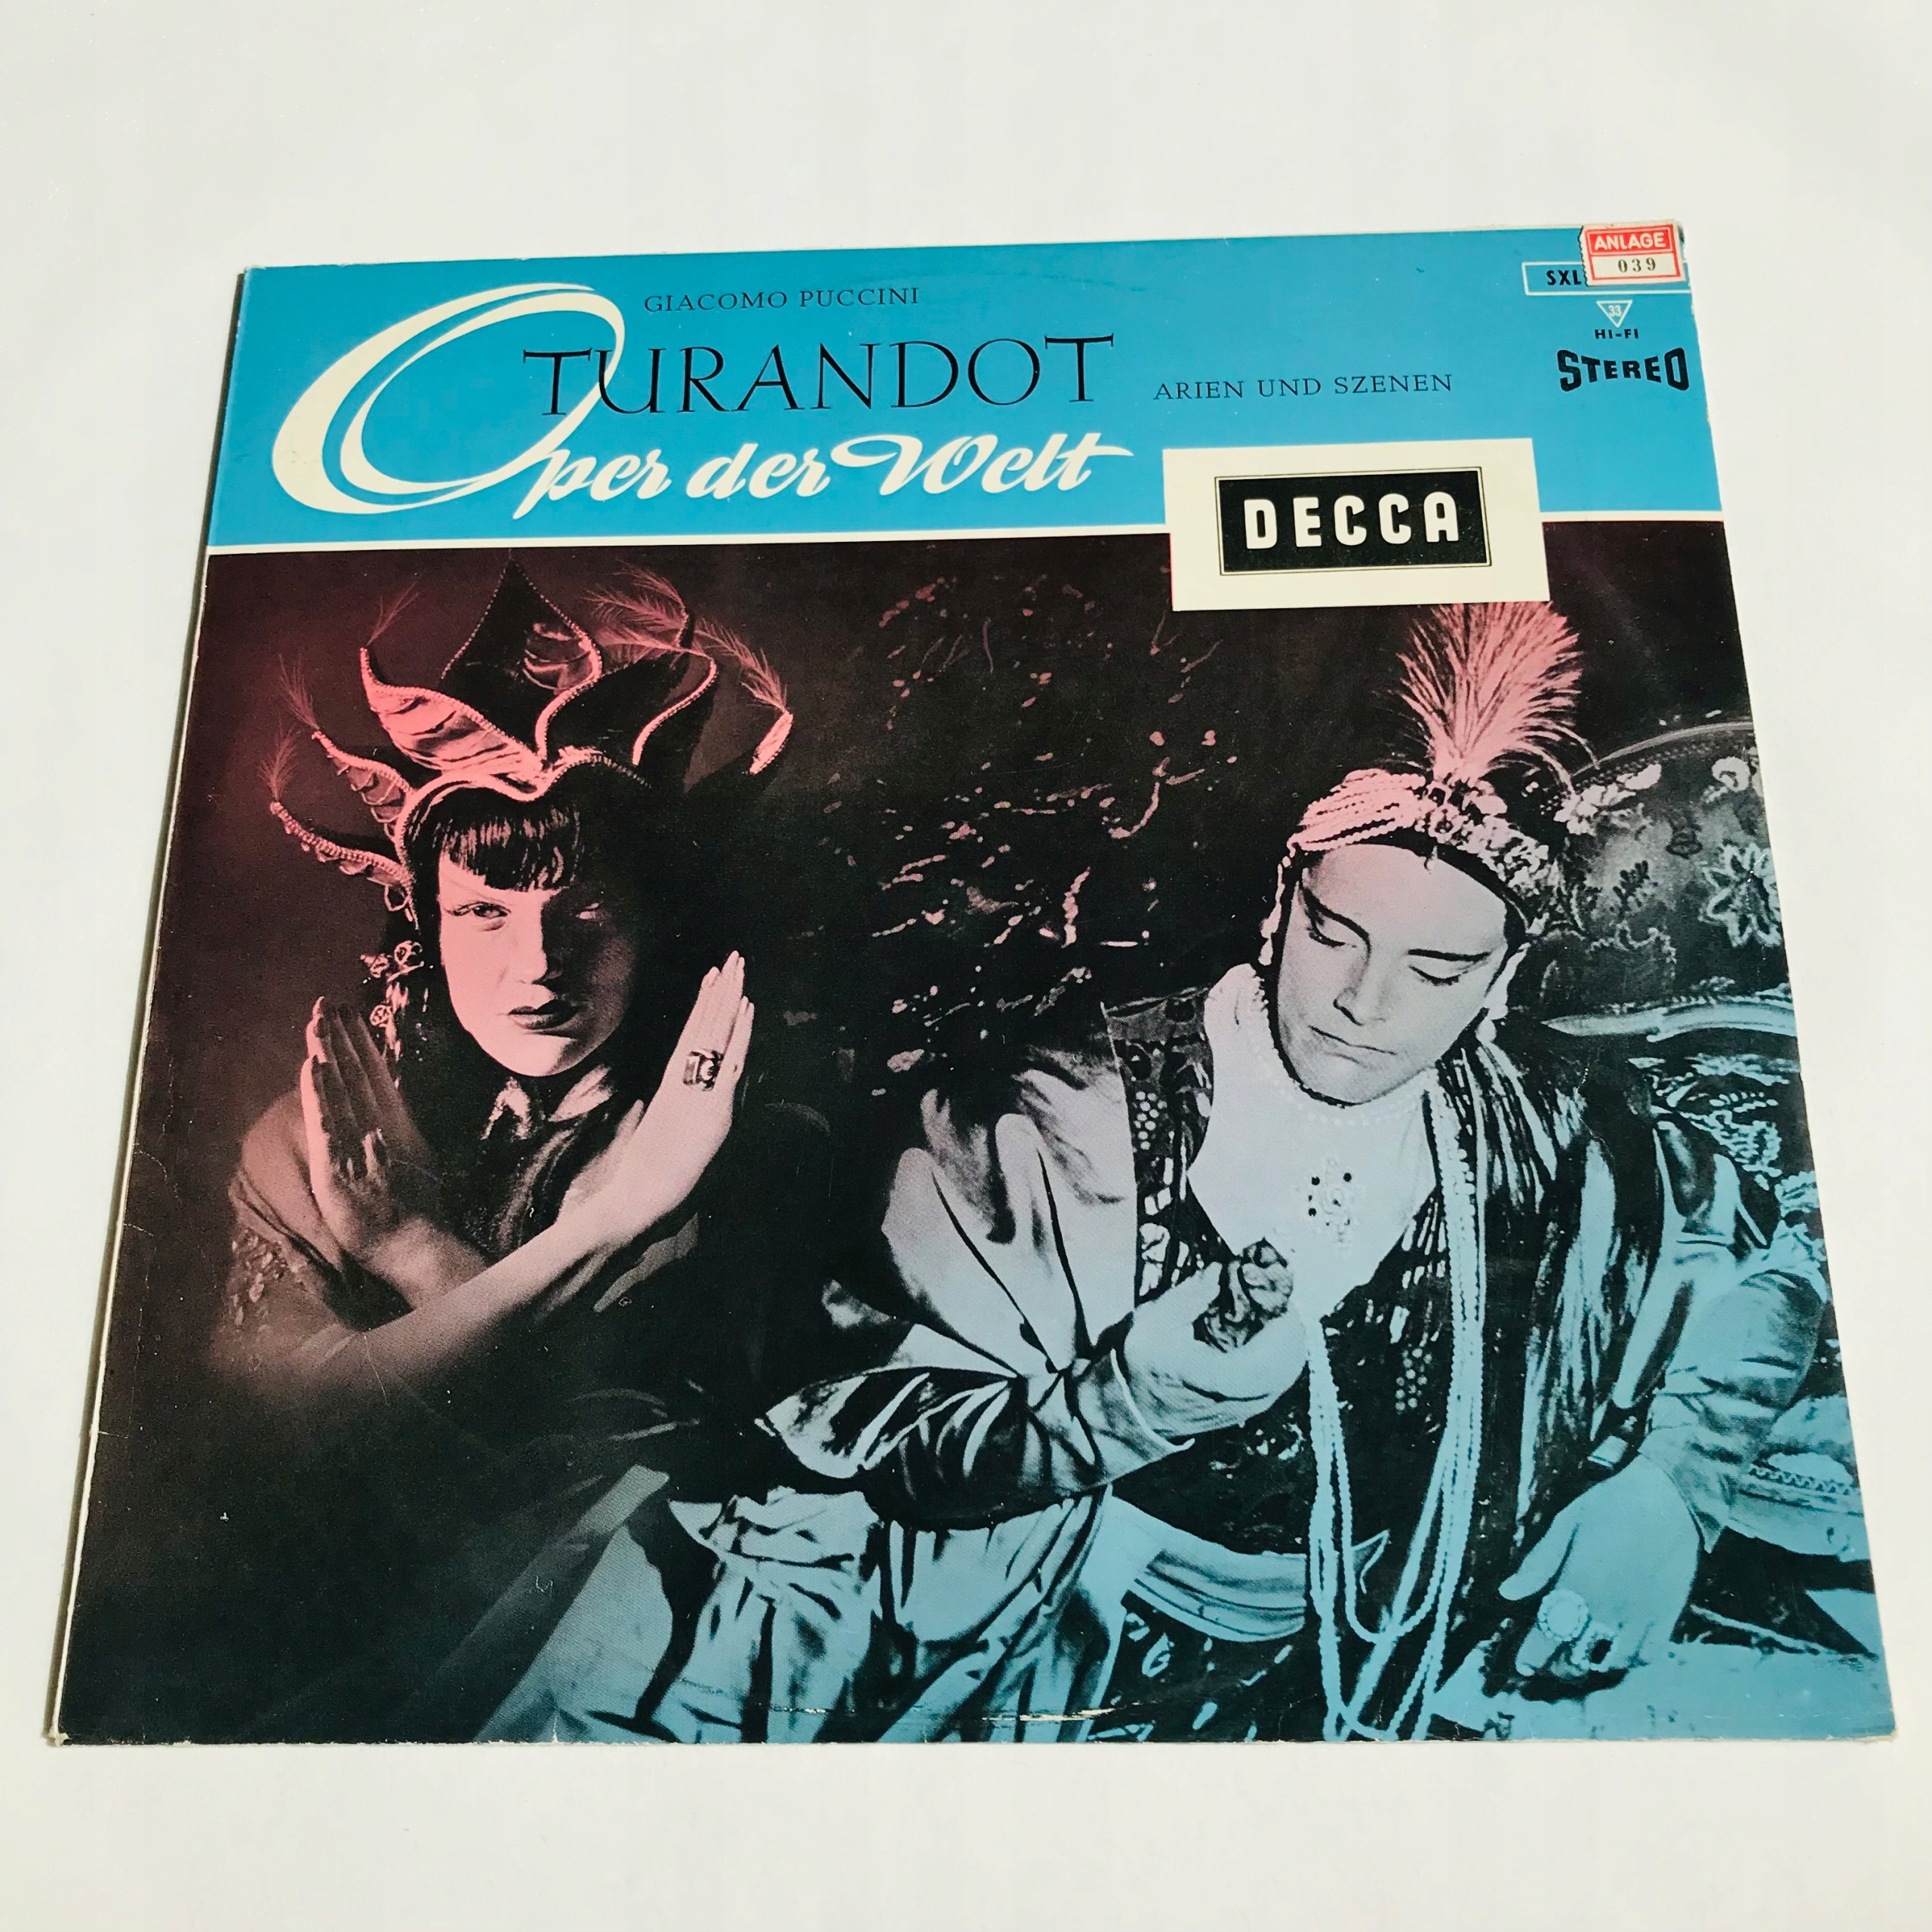 ANLAGE
039
SXL
33
HI-FI
STEREO
GIACOMO PUCCINI
TURANDOT
ARIEN UND SZENEN
Oper der Welt
DECCA